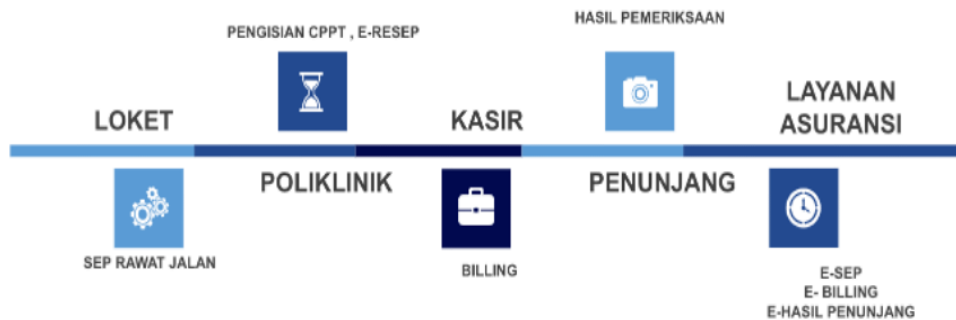 PENGISIAN CPPT , E-RESEP
HASIL PEMERIKSAAN
LOKET
KASIR
LAYANAN
ASURANSI
POLIKLINIK
PENUNJANG
SEP RAWAT JALAN
BILLING
E-SEP
E- BILLING
E-HASIL PENUNJANG